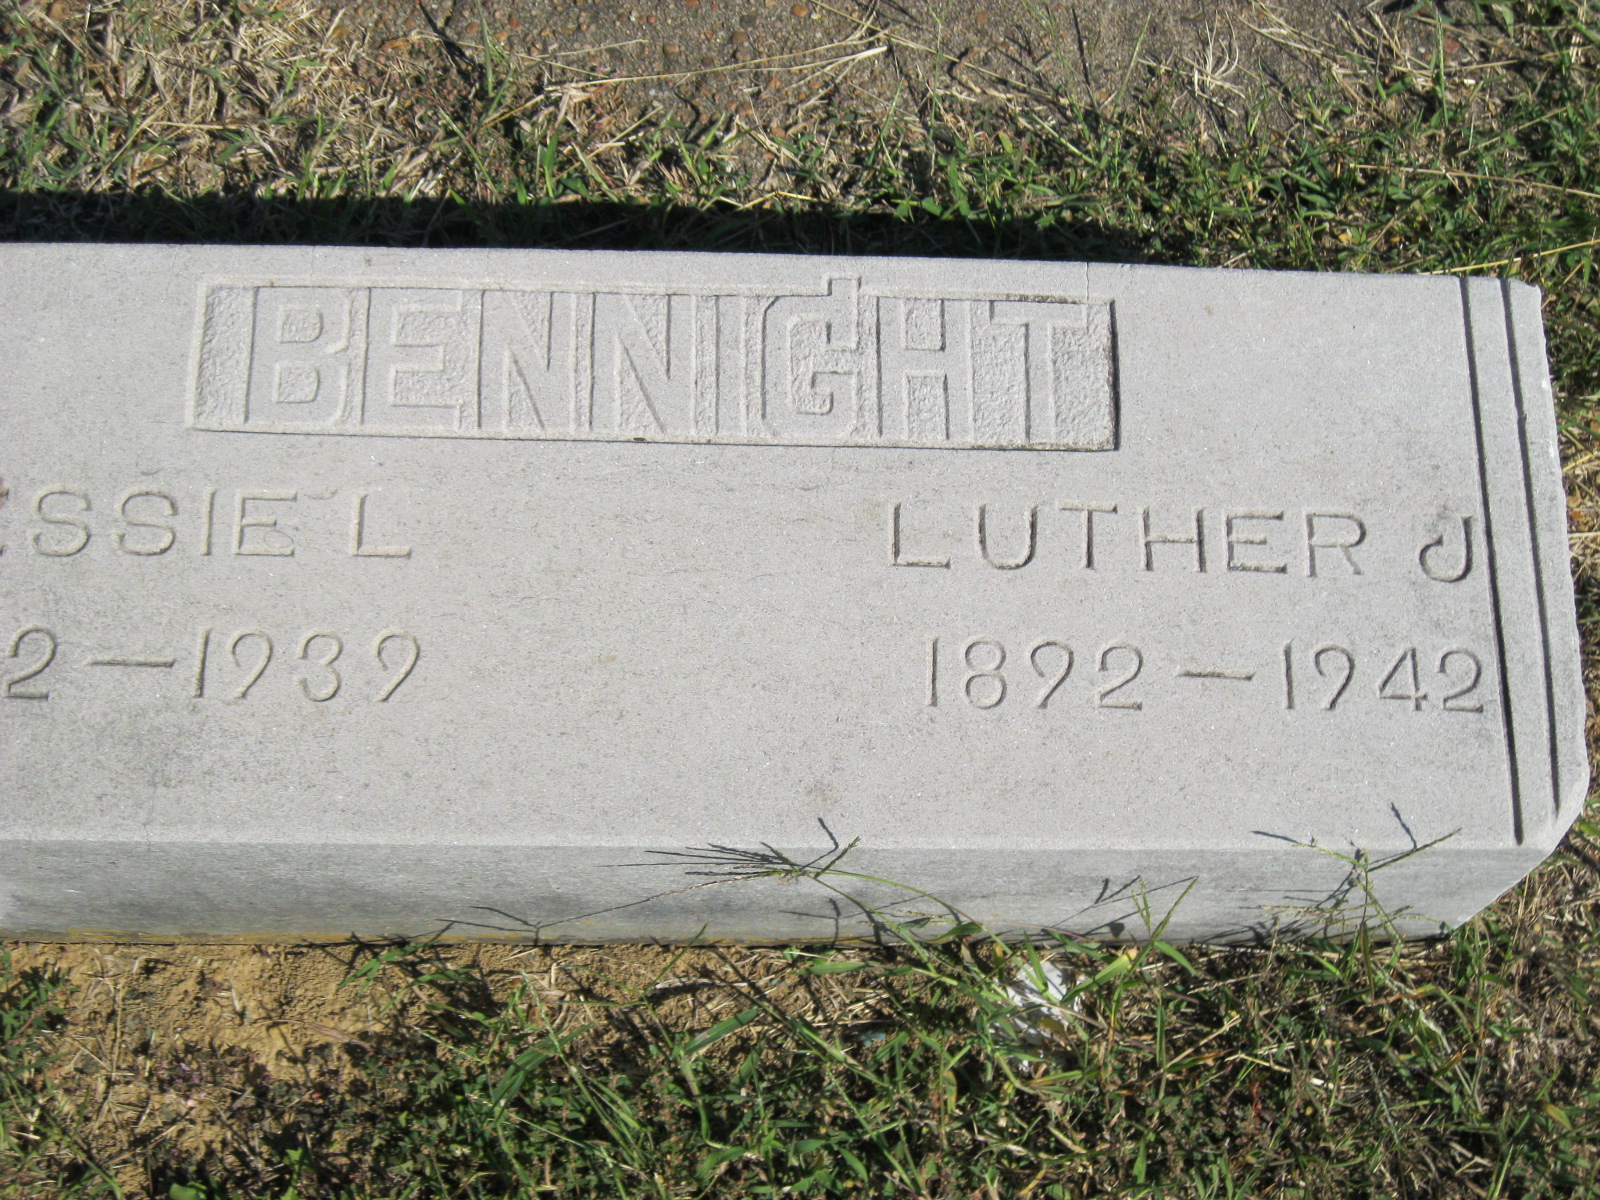 BENNIGHT
ESSIE L LUTHER J
2 — 1939 1892 — 1942